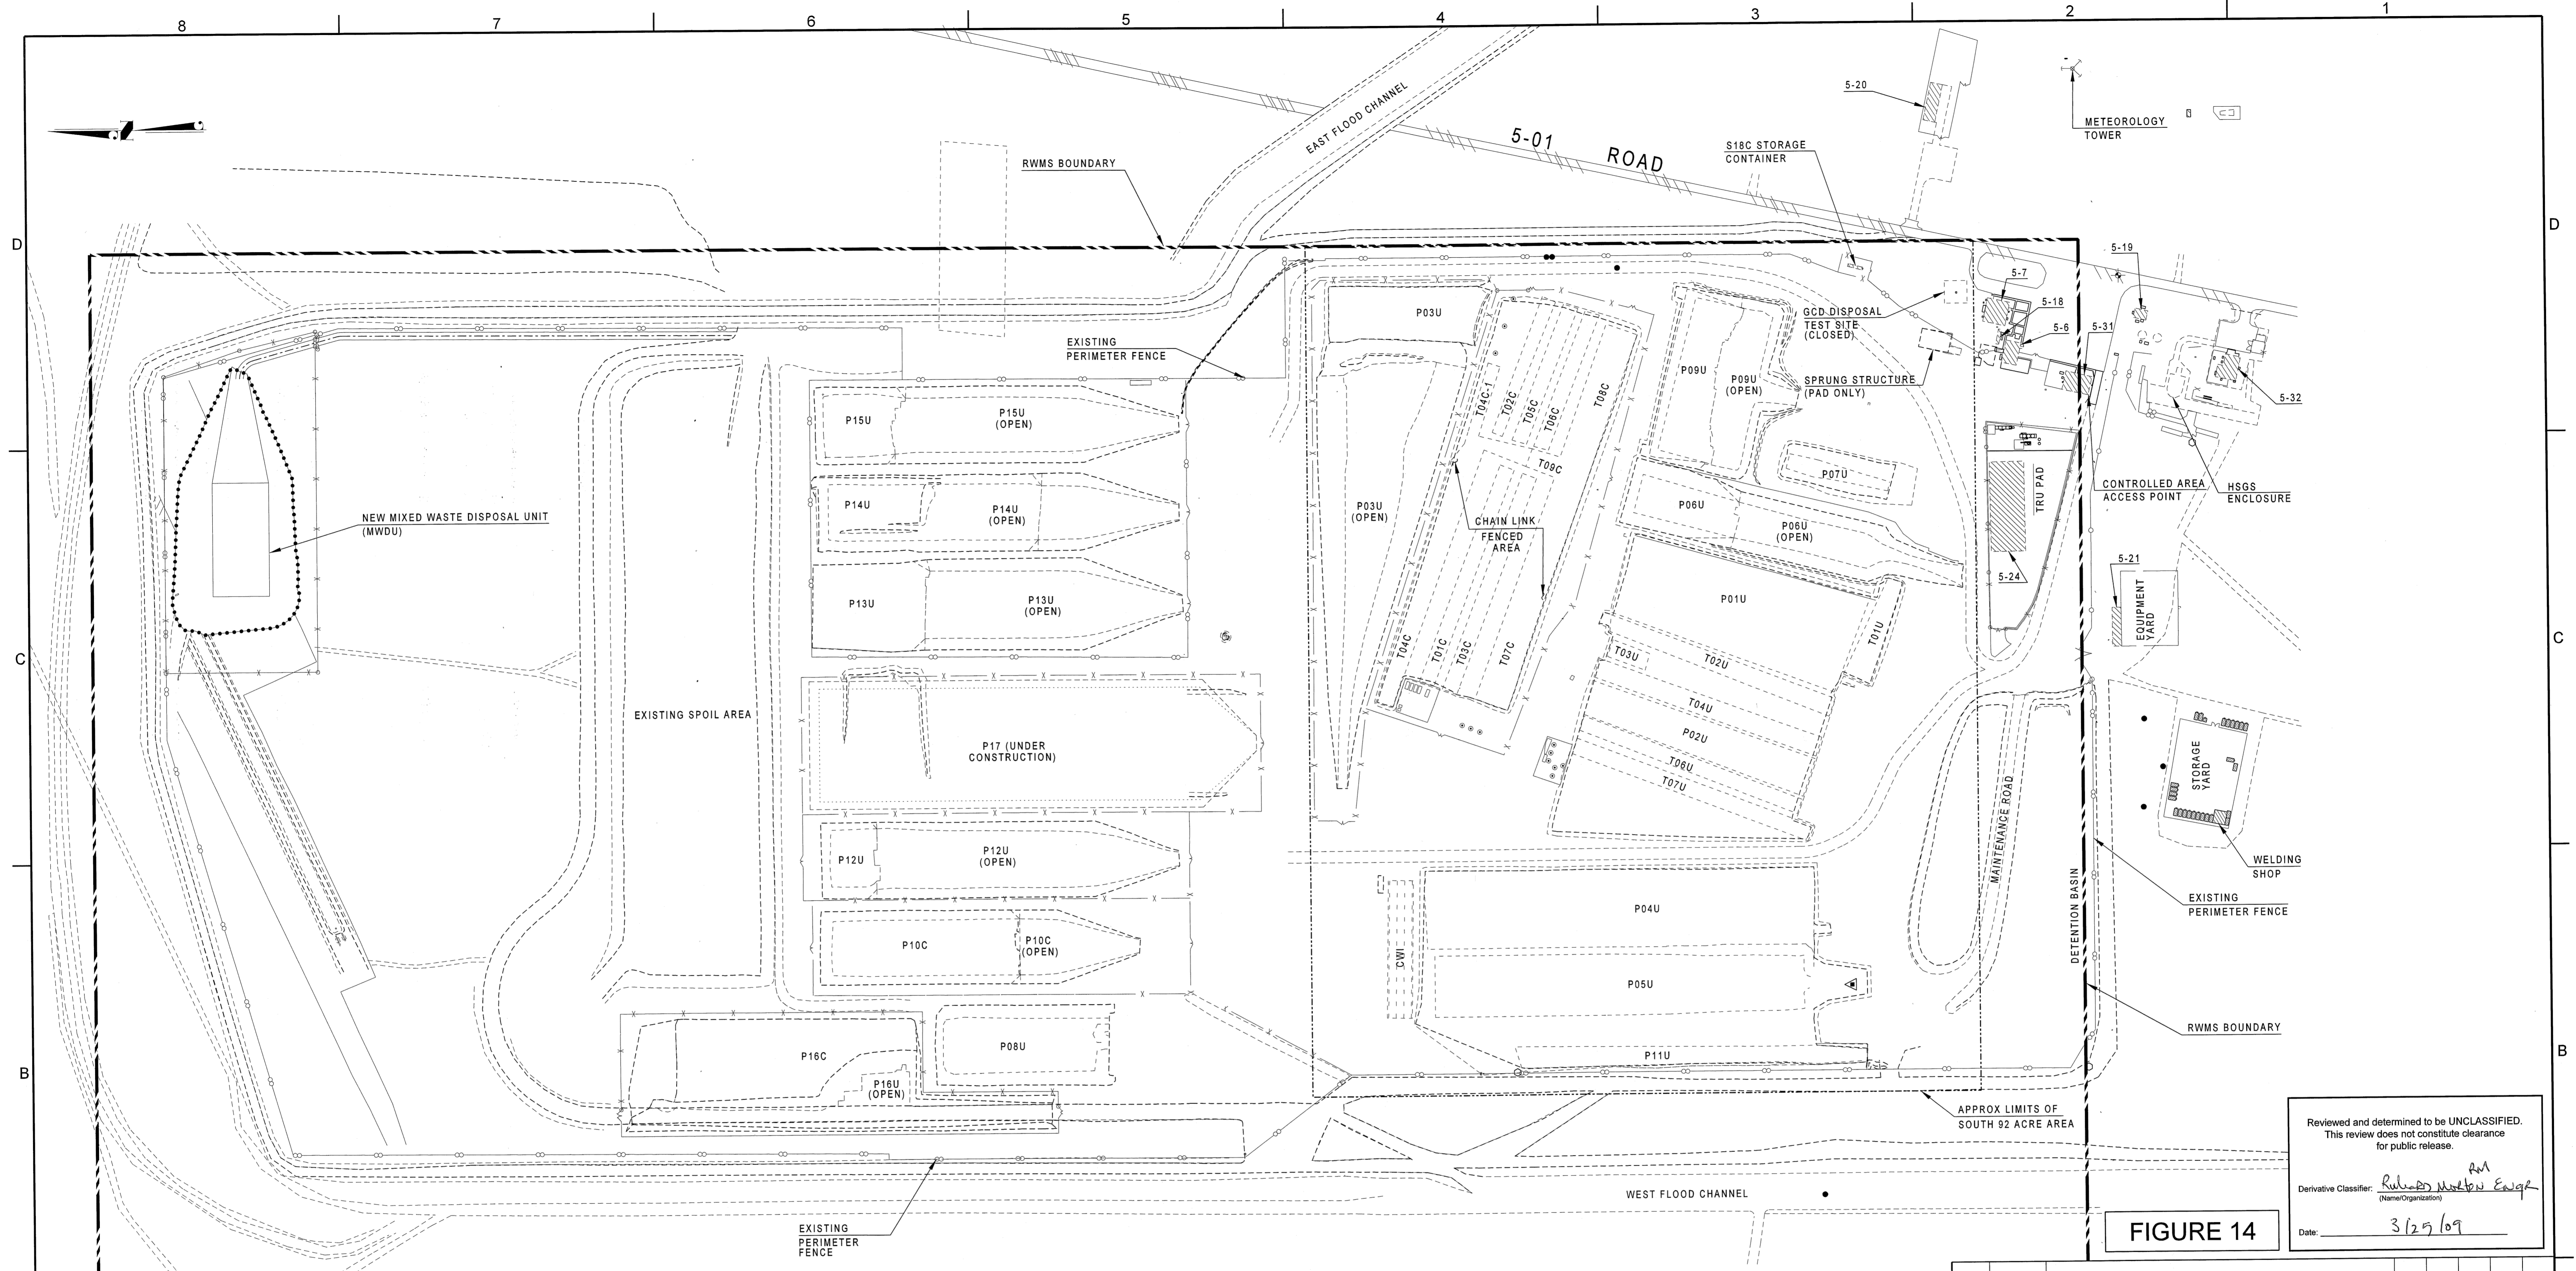 8
7
6
5
4
3
2
1
EAST FLOOD CHANNEL
5-01
ROAD
5-20
METEOROLOGY
TOWER
RWMS BOUNDARY
S18C STORAGE
CONTAINER
D
D
5-19
5-7
5-18
5-6
5-31
5-32
P03U
GCD DISPOSAL
TEST SITE
(CLOSED)
EXISTING
PERIMETER FENCE
SPRUNG STRUCTURE
(PAD ONLY)
P09U
P09U
(OPEN)
T04C-1
T02C
T05C
T06C
T08C
T09C
P15U
P15U
(OPEN)
P07U
TRU PAD
CONTROLLED AREA
ACCESS POINT
HSGS
ENCLOSURE
NEW MIXED WASTE DISPOSAL UNIT
(MWDU)
P14U
P14U
(OPEN)
P03U
(OPEN)
CHAIN LINK
FENCED
AREA
P06U
P06U
(OPEN)
5-24
5-21
EQUIPMENT
YARD
P13U
P13U
(OPEN)
P01U
T01U
T04C
T01C
T03C
T07C
T03U
T02U
C
C
EXISTING SPOIL AREA
T04U
P02U
T06U
T07U
P17 (UNDER
CONSTRUCTION)
MAINTENANCE ROAD
STORAGE
YARD
P12U
P12U
(OPEN)
WELDING
SHOP
DETENTION BASIN
EXISTING
PERIMETER FENCE
P04U
CWI
P10C
P10C
(OPEN)
P05U
RWMS BOUNDARY
P16C
P08U
P11U
P16U
(OPEN)
B
B
APPROX LIMITS OF
SOUTH 92 ACRE AREA
WEST FLOOD CHANNEL
EXISTING
PERIMETER
FENCE
FIGURE 14
Reviewed and determined to be UNCLASSIFIED.
This review does not constitute clearance
for public release.
RM
Derivative Classifier: Richard Morton Engr
(Name/Organization)
Date: 3/25/09